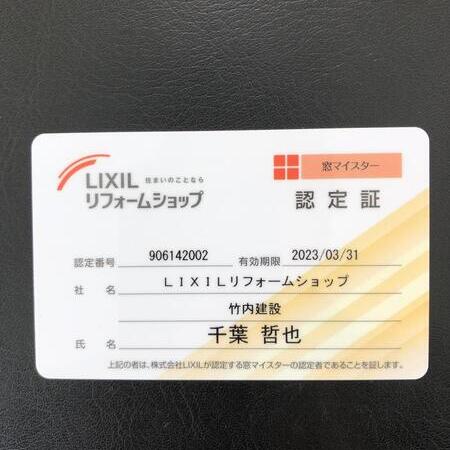 LIXIL 住まいのことなら
リフォームショップ
窓マイスター
認定証
認定番号 906142002 有効期限 2023/03/31
社名 ＬＩＸＩＬリフォームショップ
竹内建設
氏名 千葉 哲也
上記の者は、株式会社LIXILが認定する窓マイスターの認定者であることを証します。